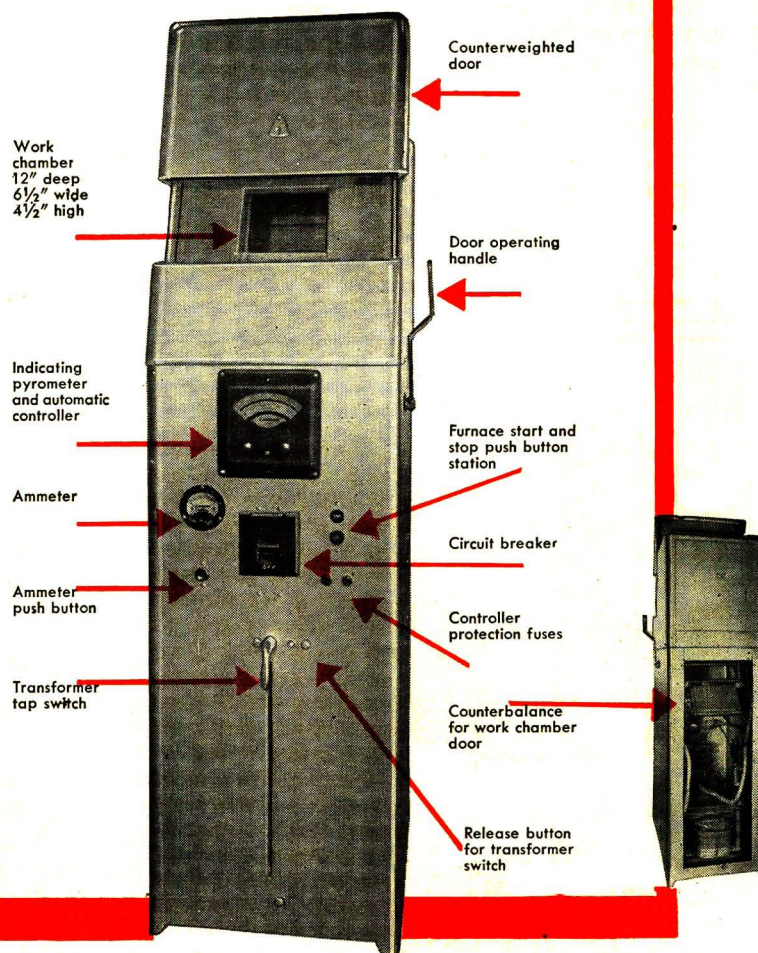 Counterweighted
door
Work
chamber
12″ deep
6½″ wide
4½″ high
Door operating
handle
Indicating
pyrometer
and automatic
controller
Furnace start and
stop push button
station
Ammeter
Circuit breaker
Ammeter
push button
Controller
protection fuses
Transformer
tap switch
Counterbalance
for work chamber
door
Release button
for transformer
switch